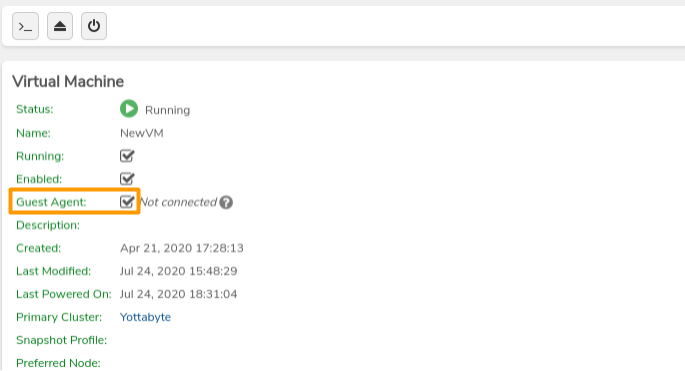 >_
Virtual Machine
Status: Running
Name: NewVM
Running:
Enabled:
Guest Agent: Not connected ?
Description:
Created: Apr 21, 2020 17:28:13
Last Modified: Jul 24, 2020 15:48:29
Last Powered On: Jul 24, 2020 18:31:04
Primary Cluster: Yottabyte
Snapshot Profile:
Preferred Node: